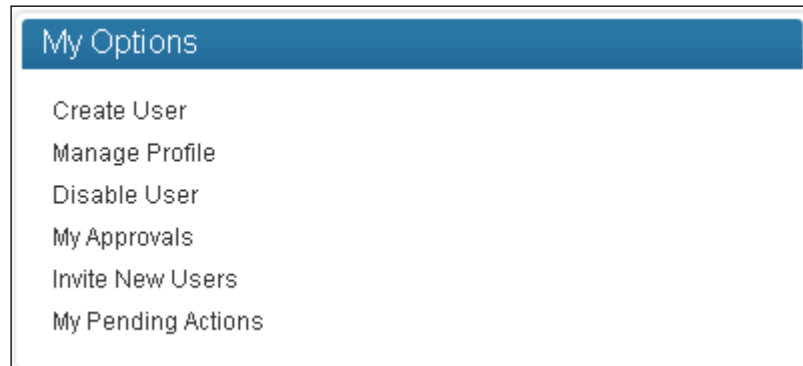 My Options
Create User
Manage Profile
Disable User
My Approvals
Invite New Users
My Pending Actions